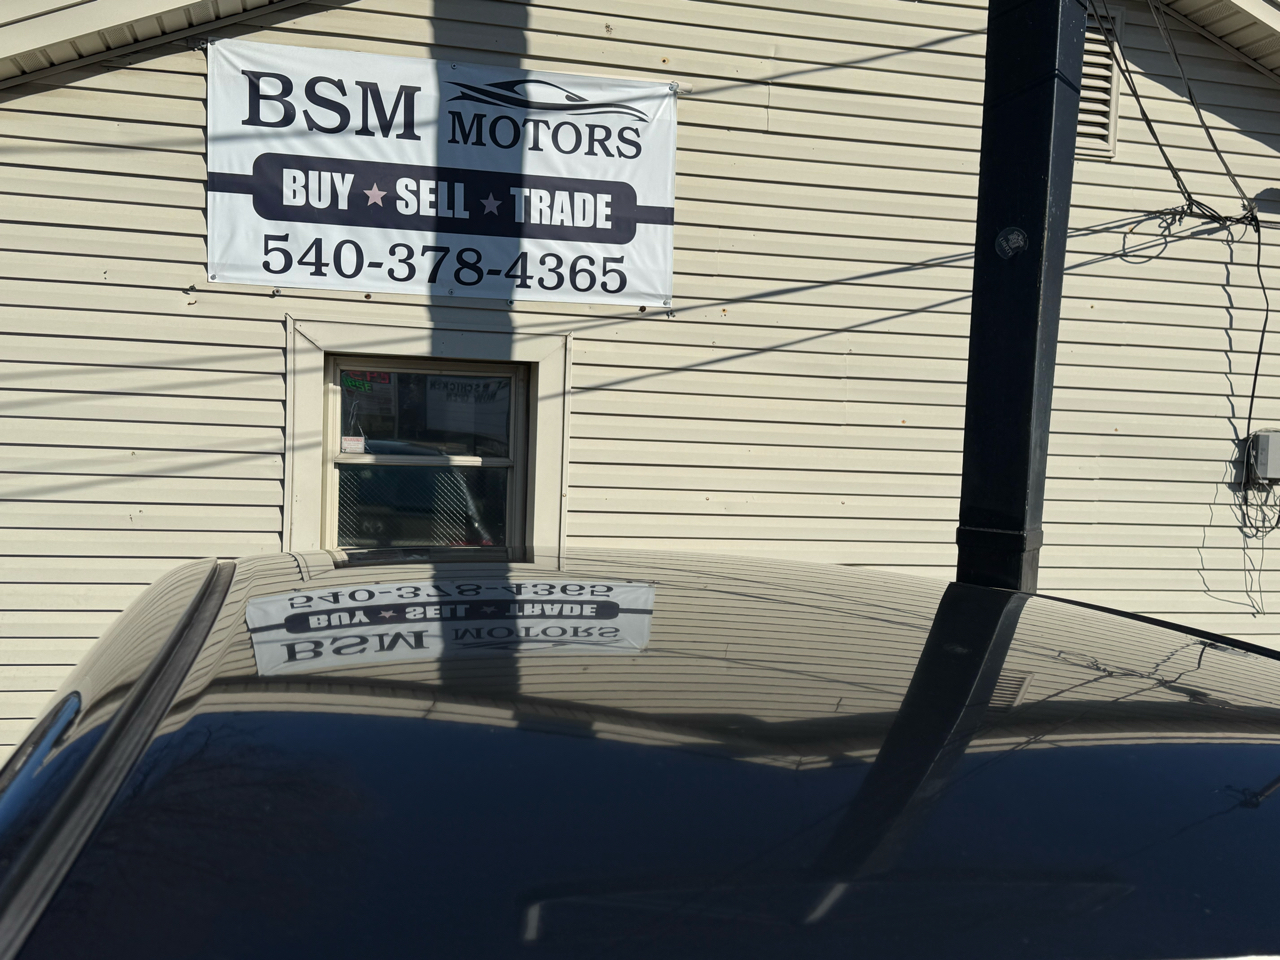 BSM MOTORS
BUY ★ SELL ★ TRADE
540-378-4365